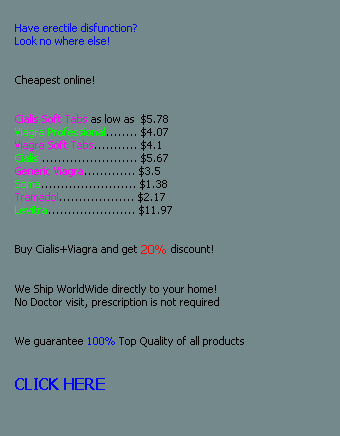 Have erectile disfunction?
Look no where else!
Cheapest online!
Cialis Soft Tabs as low as $5.78
Viagra Professional........ $4.07
Viagra Soft Tabs........... $4.1
Cialis ........................ $5.67
Generic Viagra............. $3.5
Soma........................ $1.38
Tramadol................... $2.17
Levitra...................... $11.97
Buy Cialis+Viagra and get 20% discount!
We Ship WorldWide directly to your home!
No Doctor visit, prescription is not required
We guarantee 100% Top Quality of all products
CLICK HERE